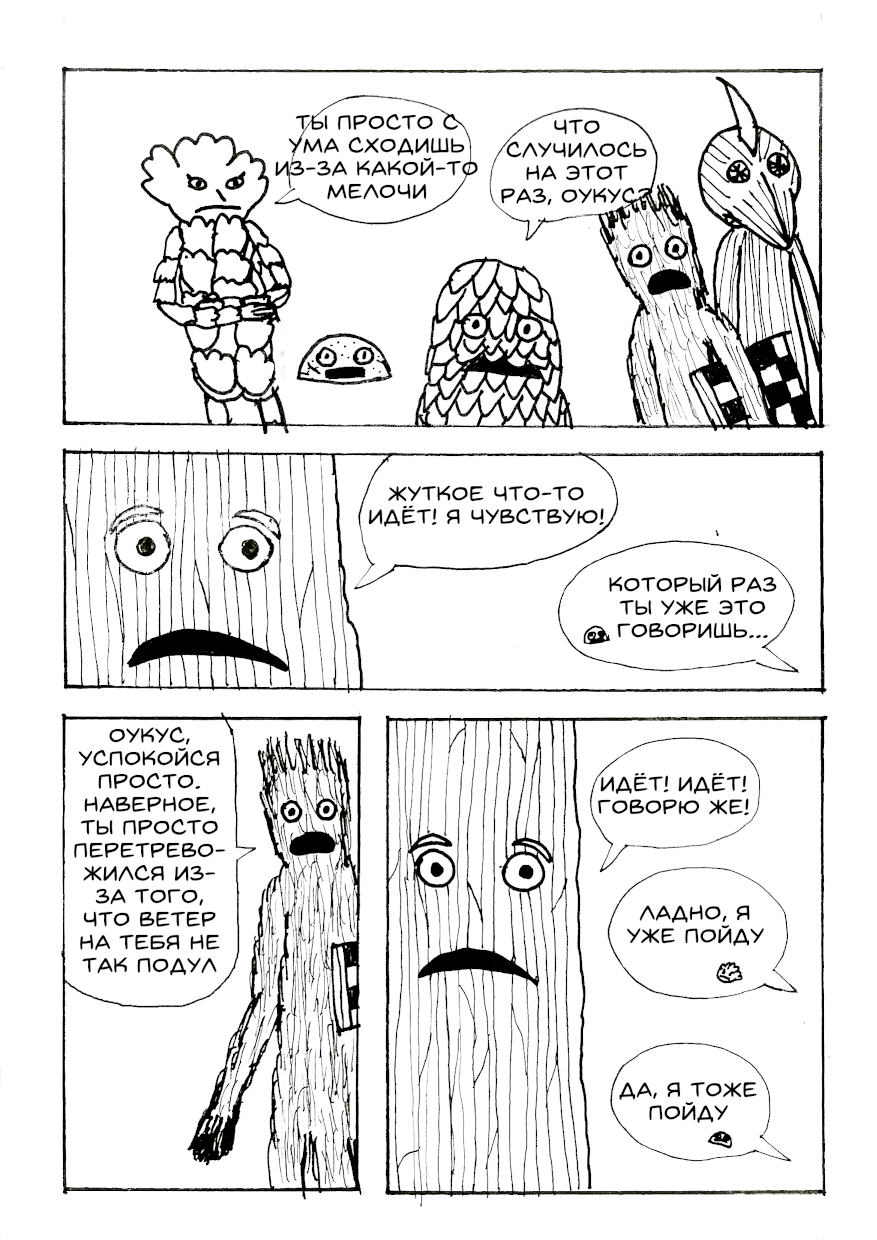 ТЫ ПРОСТО С
УМА СХОДИШЬ
ИЗ-ЗА КАКОЙ-ТО
МЕЛОЧИ
ЧТО
СЛУЧИЛОСЬ
НА ЭТОТ
РАЗ, ОУКУС?
ЖУТКОЕ ЧТО-ТО
ИДЁТ! Я ЧУВСТВУЮ!
КОТОРЫЙ РАЗ
ТЫ УЖЕ ЭТО
ГОВОРИШЬ...
ОУКУС,
УСПОКОЙСЯ
ПРОСТО.
НАВЕРНОЕ,
ТЫ ПРОСТО
ПЕРЕТРЕВО-
ЖИЛСЯ ИЗ-
ЗА ТОГО,
ЧТО ВЕТЕР
НА ТЕБЯ НЕ
ТАК ПОДУЛ
ИДЁТ! ИДЁТ!
ГОВОРЮ ЖЕ!
ЛАДНО, Я
УЖЕ ПОЙДУ
ДА, Я ТОЖЕ
ПОЙДУ